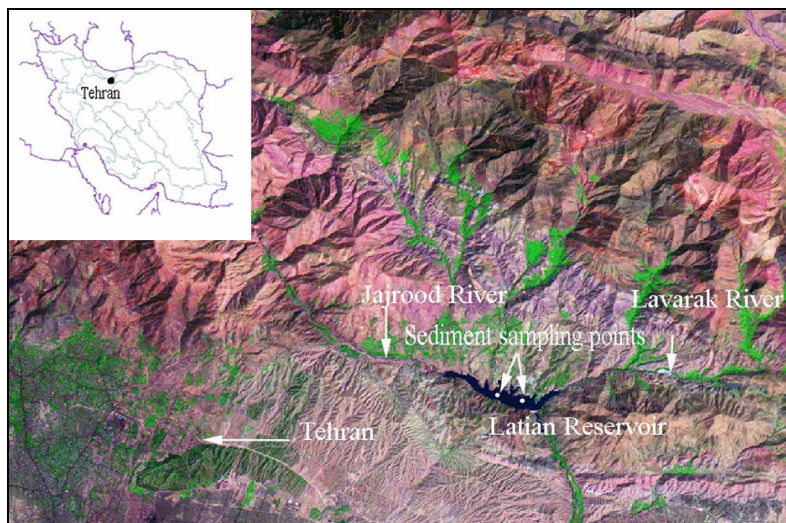 Tehran
Jajrood River
Lavarak River
Sediment sampling points
Latian Reservoir
Tehran